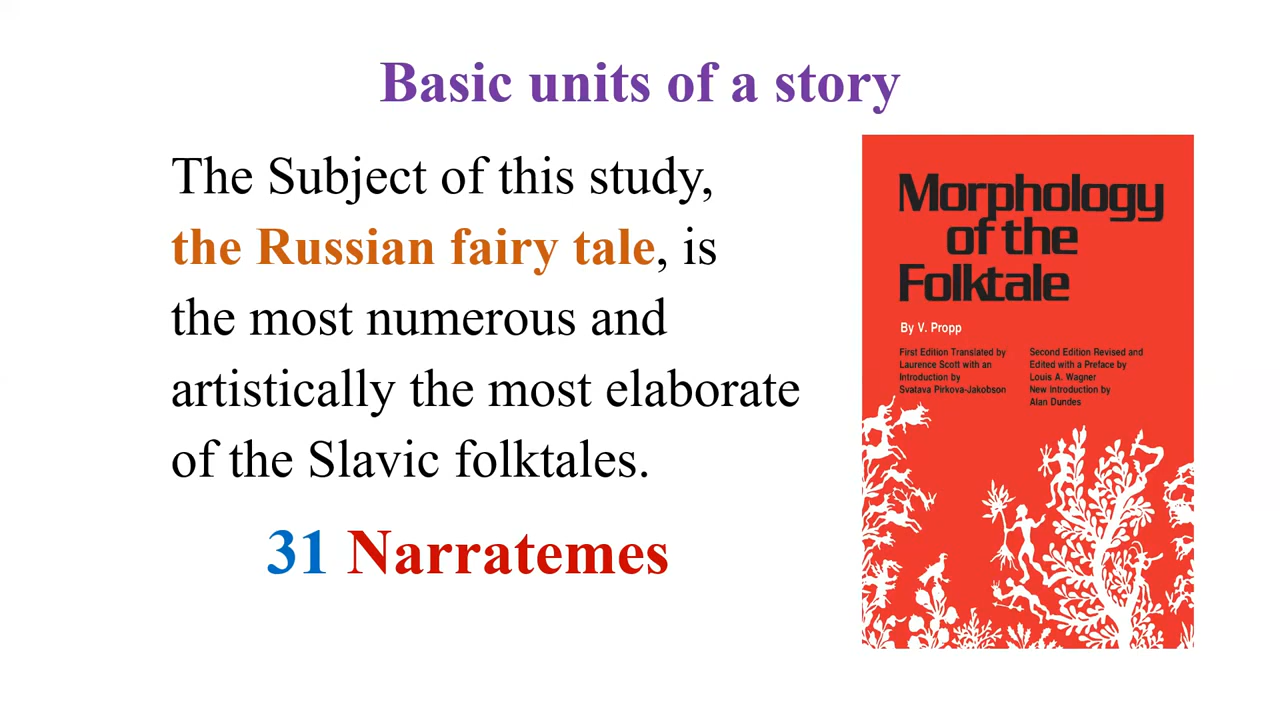 Basic units of a story
The Subject of this study,
the Russian fairy tale, is
the most numerous and
artistically the most elaborate
of the Slavic folktales.
31 Narratemes
Morphology
of the
Folktale
By V. Propp
First Edition Translated by
Laurence Scott with an
Introduction by
Svatava Pirkova-Jakobson
Second Edition Revised and
Edited with a Preface by
Louis A. Wagner
New Introduction by
Alan Dundes